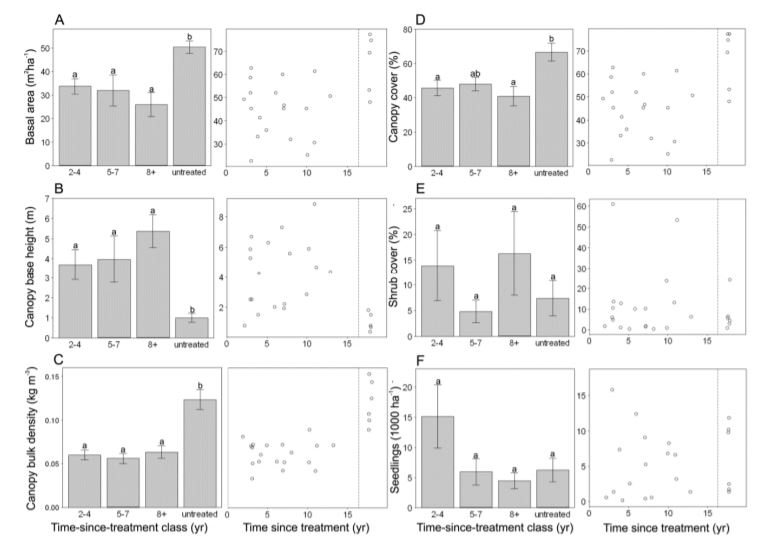 A
Basal area (m²ha⁻¹)
50
40
30
20
10
0
a
a
a
b
2-4
5-7
8+
untreated
70
60
50
40
30
0
5
10
15
D
Canopy cover (%)
80
60
40
20
0
a
ab
a
b
2-4
5-7
8+
untreated
70
60
50
40
30
0
5
10
15
B
Canopy base height (m)
7
6
5
4
3
2
1
0
a
a
a
b
2-4
5-7
8+
untreated
8
6
4
2
0
5
10
15
E
Shrub cover (%)
25
20
15
10
5
0
a
a
a
a
2-4
5-7
8+
untreated
60
50
40
30
20
10
0
0
5
10
15
C
Canopy bulk density (kg m⁻³)
0.15
0.10
0.05
0.00
a
a
a
b
2-4
5-7
8+
untreated
Time-since-treatment class (yr)
0.15
0.10
0.05
0
5
10
15
Time since treatment (yr)
F
Seedlings (1000 ha⁻¹)
20
15
10
5
0
a
a
a
a
2-4
5-7
8+
untreated
Time-since-treatment class (yr)
15
10
5
0
0
5
10
15
Time since treatment (yr)